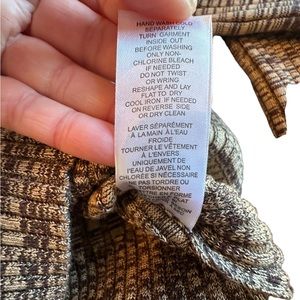 HAND WASH COLD
SEPARATELY
TURN GARMENT
INSIDE OUT
BEFORE WASHING
ONLY NON-
CHLORINE BLEACH
IF NEEDED
DO NOT TWIST
OR WRING
RESHAPE AND LAY
FLAT TO DRY
COOL IRON IF NEEDED
ON REVERSE SIDE
OR DRY CLEAN
LAVER SÉPARÉMENT
À LA MAIN À L'EAU
FROIDE
TOURNER LE VÊTEMENT
À L'ENVERS
UNIQUEMENT DE
L'EAU DE JAVEL NON
CHLORÉE SI NÉCESSAIRE
NE PAS TORDRE OU
TORSIONNER
EN FORME